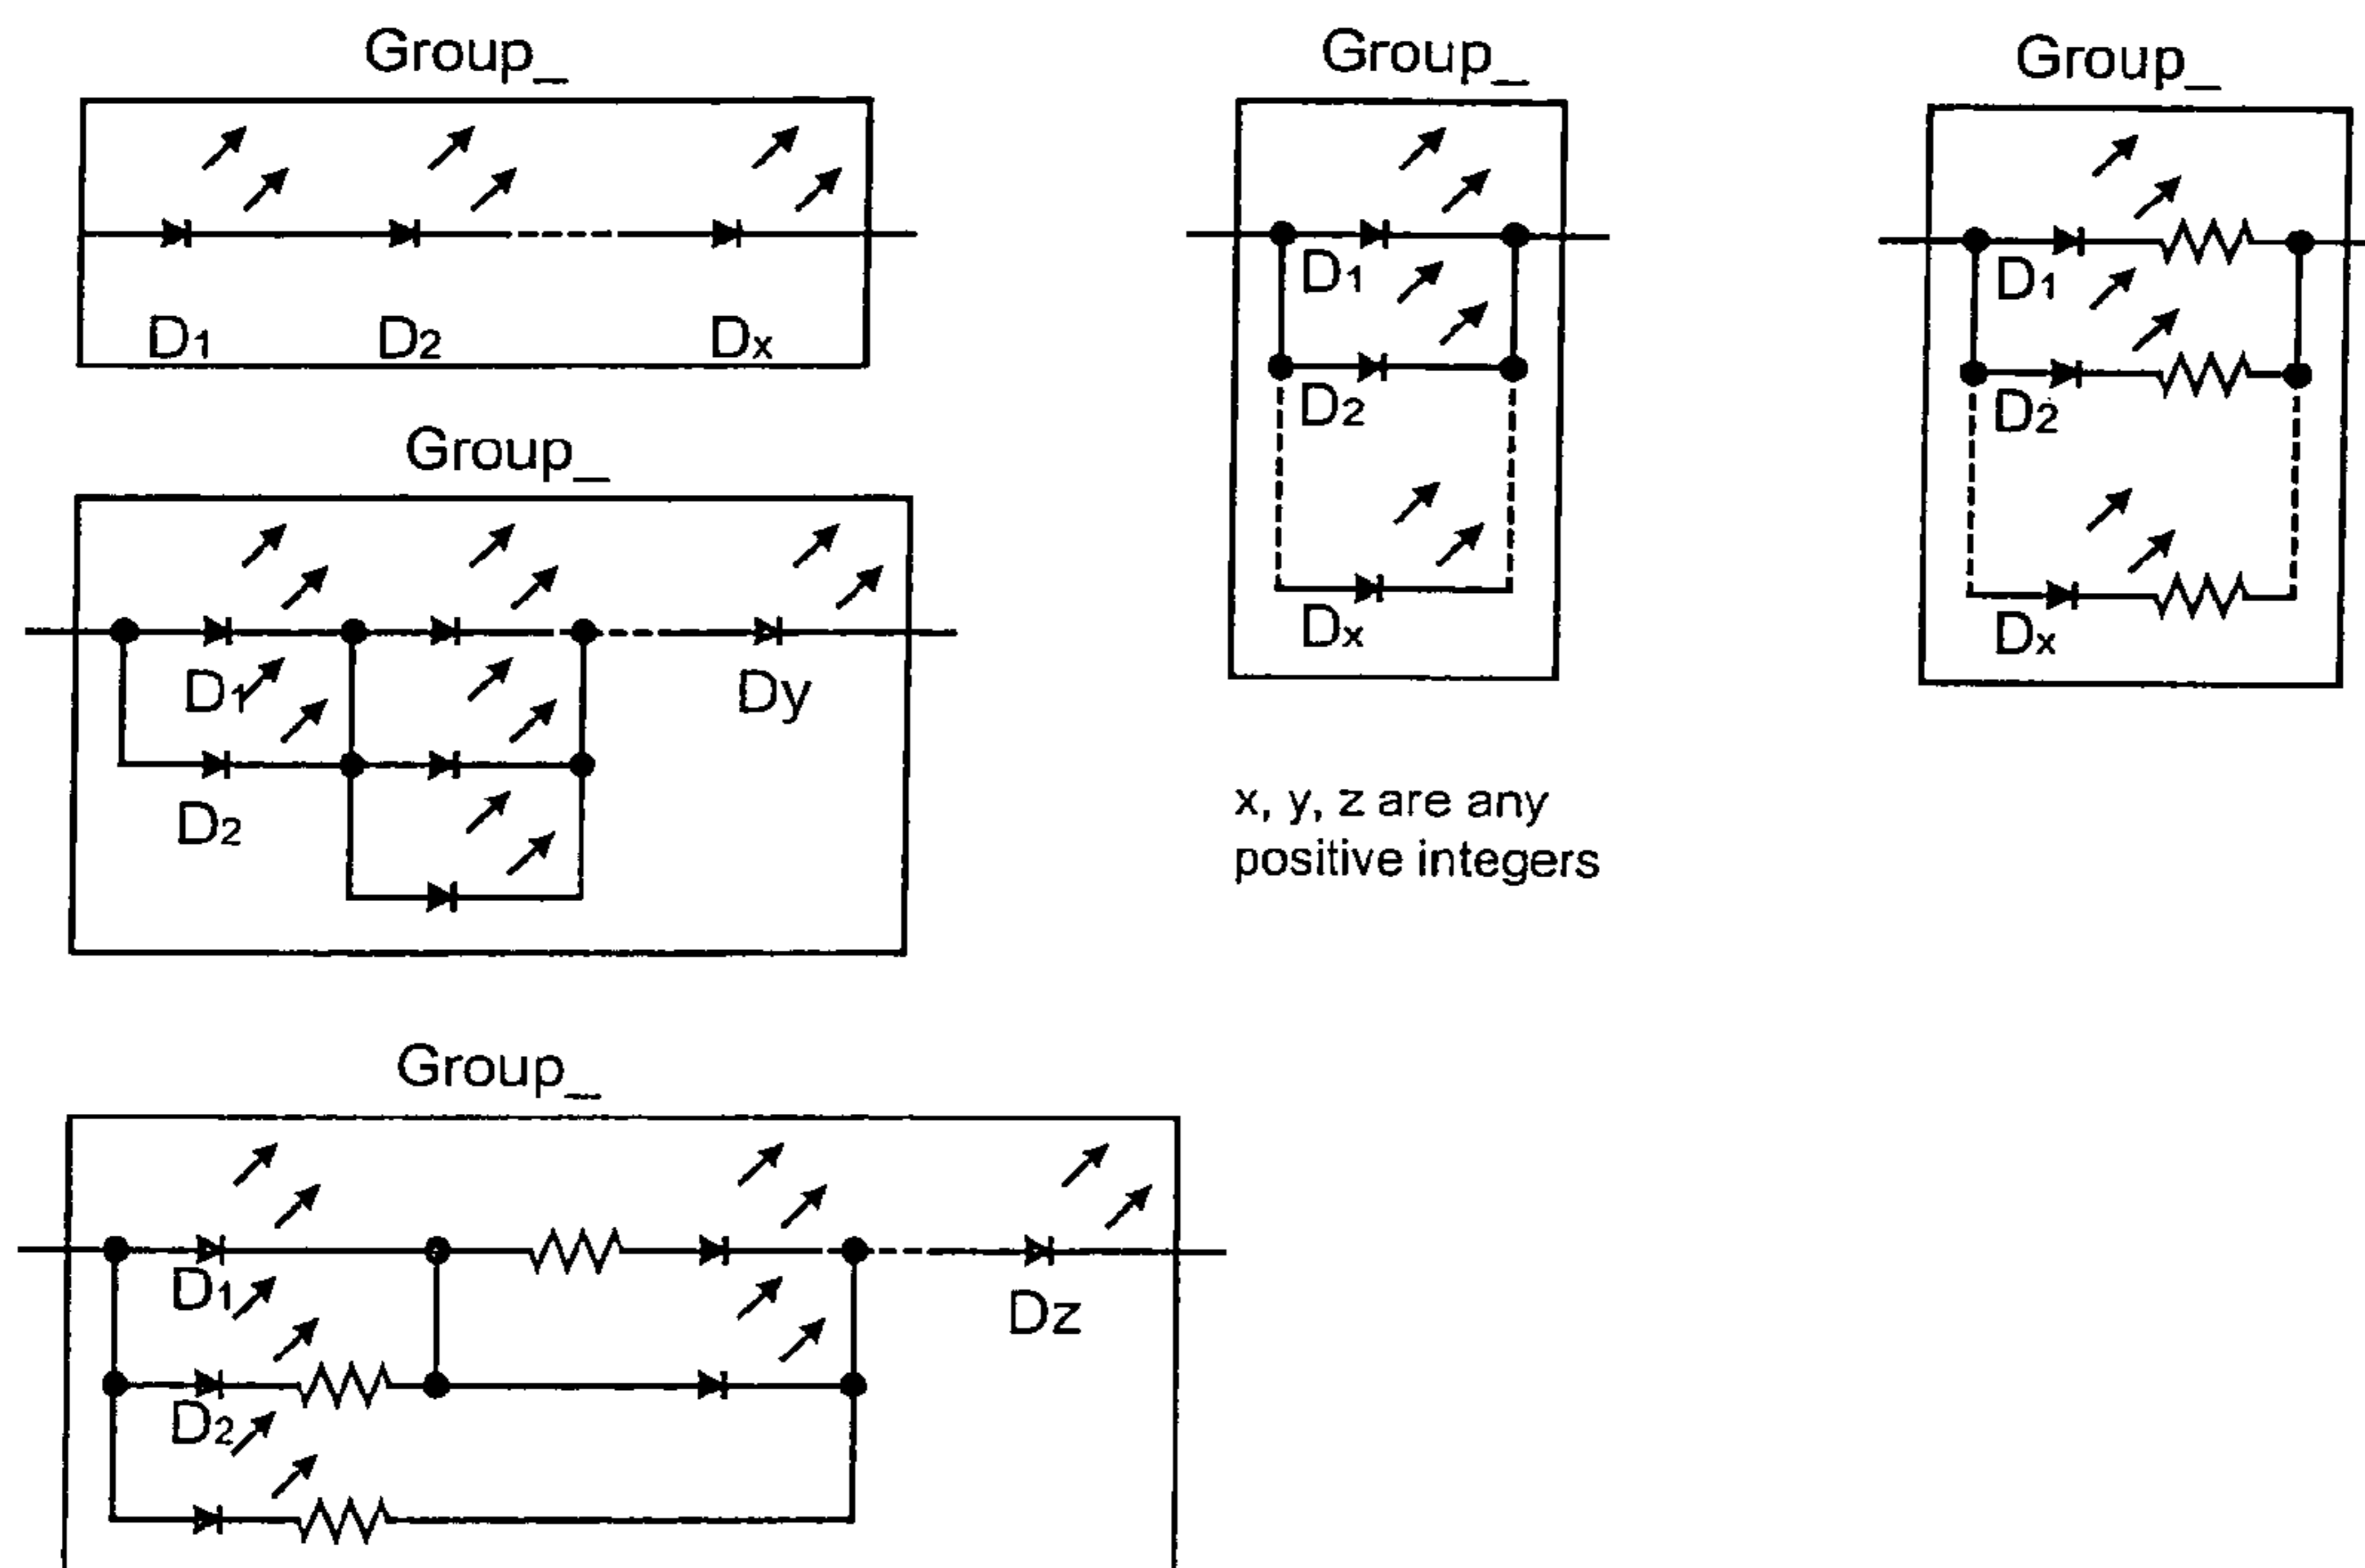 Group_
D1 D2 Dx
Group_
D1
D2
Dx
Group_
D1
D2
Dx
Group_
D1 Dy
D2
x, y, z are any
positive integers
Group_
D1 Dz
D2